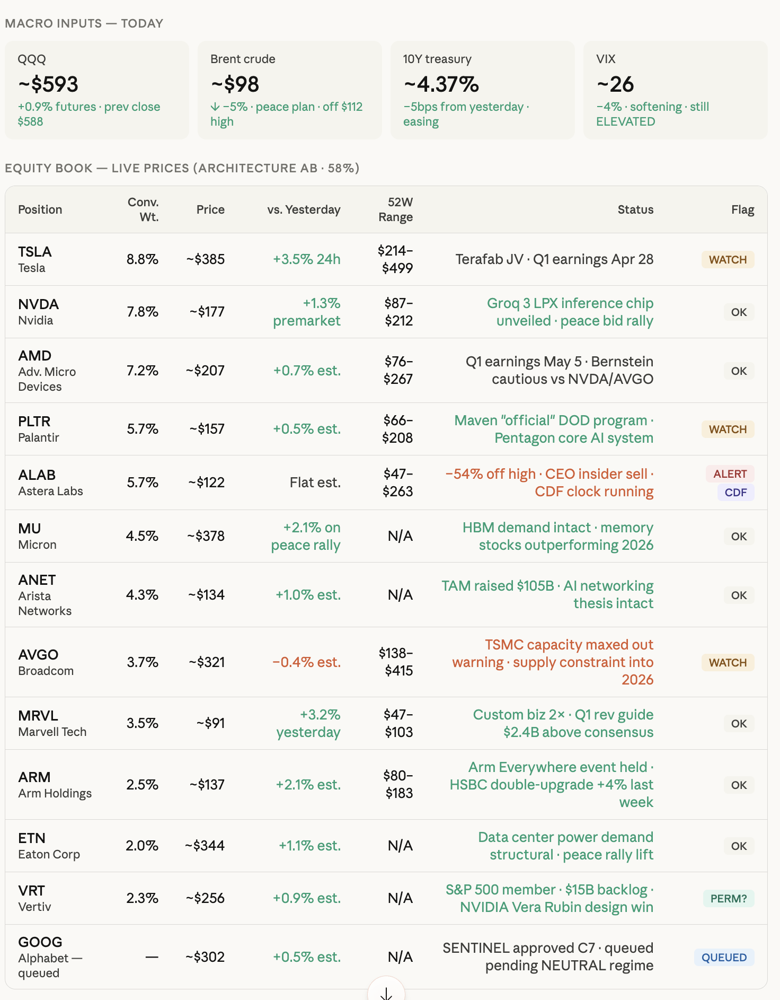 MACRO INPUTS — TODAY
QQQ
~$593
+0.9% futures · prev close
$588
Brent crude
~$98
↓ −5% · peace plan · off $112
high
10Y treasury
~4.37%
−5bps from yesterday ·
easing
VIX
~26
−4% · softening · still
ELEVATED
EQUITY BOOK — LIVE PRICES (ARCHITECTURE AB · 58%)
Position
Conv.
Wt.
Price
vs. Yesterday
52W
Range
Status
Flag
TSLA
Tesla
8.8%
~$385
+3.5% 24h
$214–
$499
Terafab JV · Q1 earnings Apr 28
WATCH
NVDA
Nvidia
7.8%
~$177
+1.3%
premarket
$87–
$212
Groq 3 LPX inference chip
unveiled · peace bid rally
OK
AMD
Adv. Micro
Devices
7.2%
~$207
+0.7% est.
$76–
$267
Q1 earnings May 5 · Bernstein
cautious vs NVDA/AVGO
OK
PLTR
Palantir
5.7%
~$157
+0.5% est.
$66–
$208
Maven "official" DOD program ·
Pentagon core AI system
WATCH
ALAB
Astera Labs
5.7%
~$122
Flat est.
$47–
$263
−54% off high · CEO insider sell ·
CDF clock running
ALERT
CDF
MU
Micron
4.5%
~$378
+2.1% on
peace rally
N/A
HBM demand intact · memory
stocks outperforming 2026
OK
ANET
Arista
Networks
4.3%
~$134
+1.0% est.
N/A
TAM raised $105B · AI networking
thesis intact
OK
AVGO
Broadcom
3.7%
~$321
−0.4% est.
$138–
$415
TSMC capacity maxed out
warning · supply constraint into
2026
WATCH
MRVL
Marvell Tech
3.5%
~$91
+3.2%
yesterday
$47–
$103
Custom biz 2× · Q1 rev guide
$2.4B above consensus
OK
ARM
Arm Holdings
2.5%
~$137
+2.1% est.
$80–
$183
Arm Everywhere event held ·
HSBC double-upgrade +4% last
week
OK
ETN
Eaton Corp
2.0%
~$344
+1.1% est.
N/A
Data center power demand
structural · peace rally lift
OK
VRT
Vertiv
2.3%
~$256
+0.9% est.
N/A
S&P 500 member · $15B backlog ·
NVIDIA Vera Rubin design win
PERM?
GOOG
Alphabet —
queued
—
~$302
+0.5% est.
N/A
SENTINEL approved C7 · queued
pending NEUTRAL regime
QUEUED